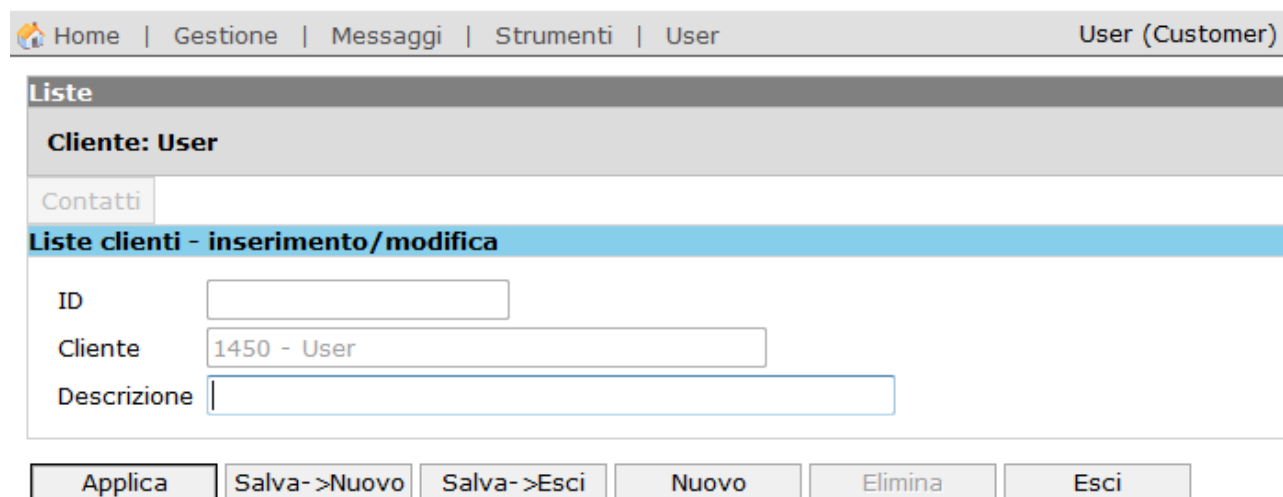 Home | Gestione | Messaggi | Strumenti | User User (Customer)
Liste
Cliente: User
Contatti
Liste clienti - inserimento/modifica
ID
Cliente 1450 - User
Descrizione
Applica Salva->Nuovo Salva->Esci Nuovo Elimina Esci